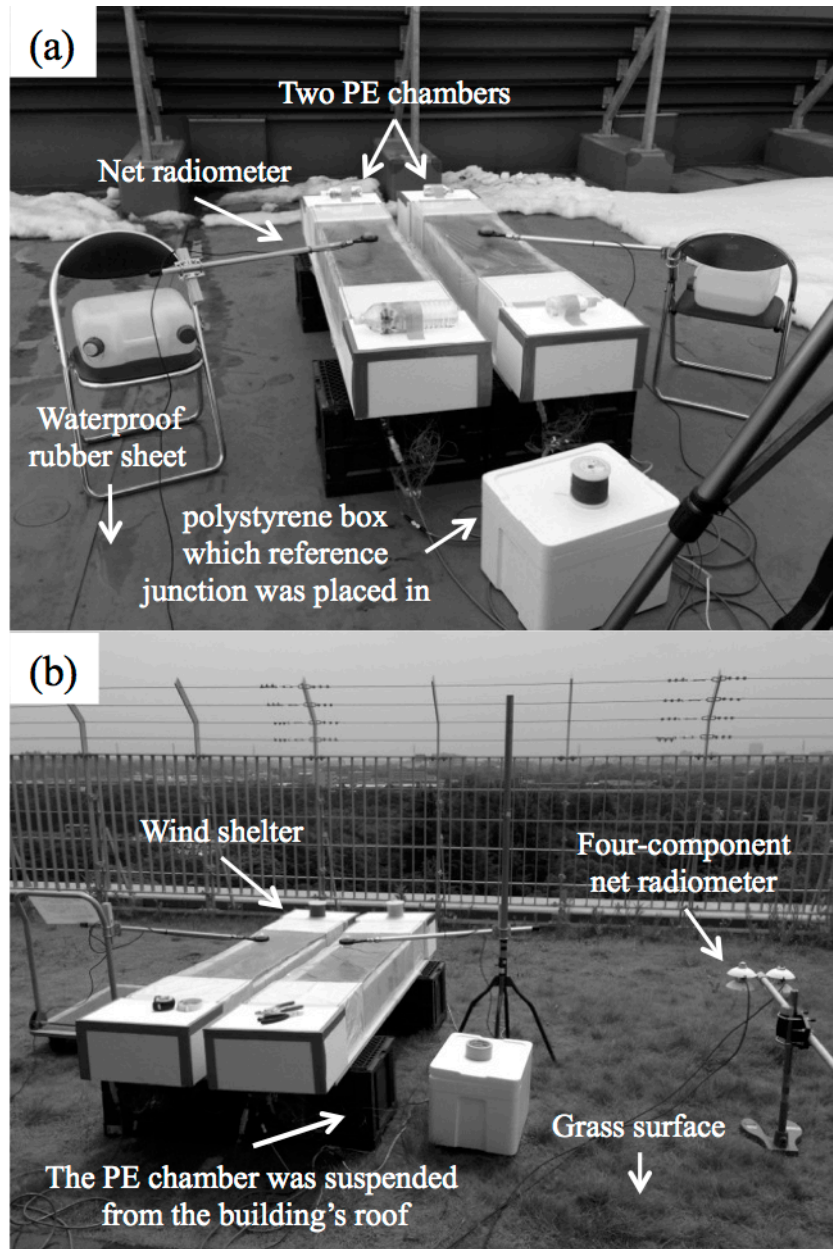 (a)
Two PE chambers
Net radiometer
Waterproof
rubber sheet
polystyrene box
which reference
junction was placed in
(b)
Wind shelter
Four-component
net radiometer
Grass surface
The PE chamber was suspended
from the building’s roof